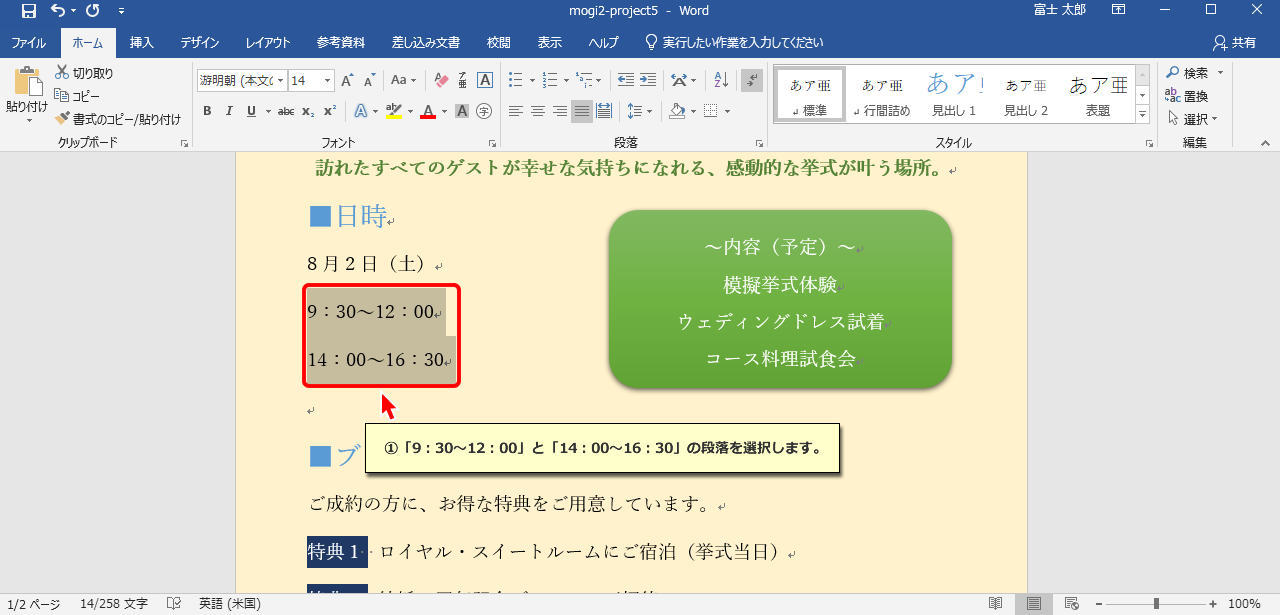 mogi2-project5 - Word
富士 太郎
ファイル ホーム 挿入 デザイン レイアウト 参考資料 差し込み文書 校閲 表示 ヘルプ 実行したい作業を入力してください 共有
貼り付け
切り取り
コピー
書式のコピー/貼り付け
クリップボード
游明朝 (本文の 14
Aa
B I U abc x₂ x²
フォント
段落
あア亜 あア亜 あア亜 あア亜
標準 行間詰め 見出し 1 見出し 2 表題
スタイル
検索
置換
選択
編集
訪れたすべてのゲストが幸せな気持ちになれる、感動的な挙式が叶う場所。
■日時
8月2日（土）
9：30～12：00
14：00～16：30
～内容（予定）～
模擬挙式体験
ウェディングドレス試着
コース料理試食会
①「9：30～12：00」と「14：00～16：30」の段落を選択します。
■ブ
ご成約の方に、お得な特典をご用意しています。
特典1 ロイヤル・スイートルームにご宿泊（挙式当日）
1/2 ページ 14/258 文字 英語 (米国)
100%